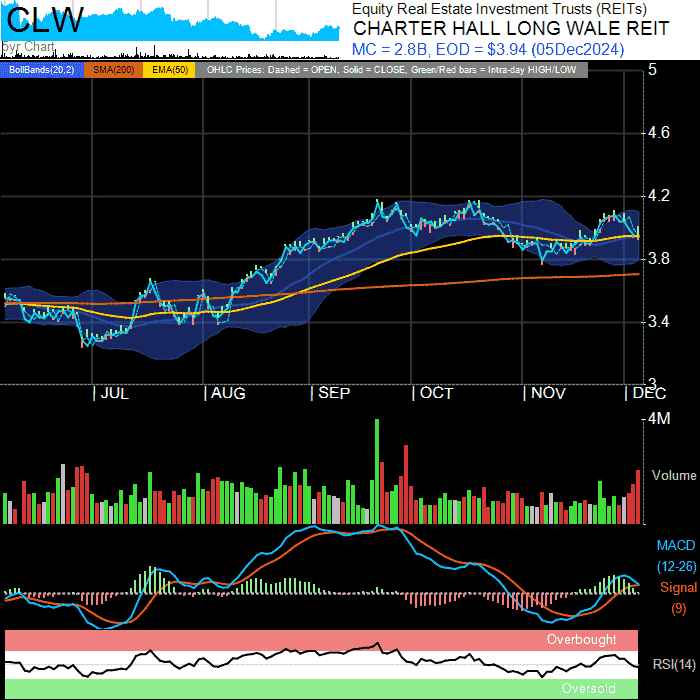 CLW
Equity Real Estate Investment Trusts (REITs)
CHARTER HALL LONG WALE REIT
MC = 2.8B, EOD = $3.94 (05Dec2024)
5yr Chart
BollBands(20,2) SMA(200) EMA(50) OHLC Prices: Dashed = OPEN, Solid = CLOSE, Green/Red bars = Intra-day HIGH/LOW
5
4.6
4.2
3.8
3.4
3
| JUL | AUG | SEP | OCT | NOV | DEC
4M
Volume
MACD
(12-26)
Signal
(9)
Overbought
RSI(14)
Oversold